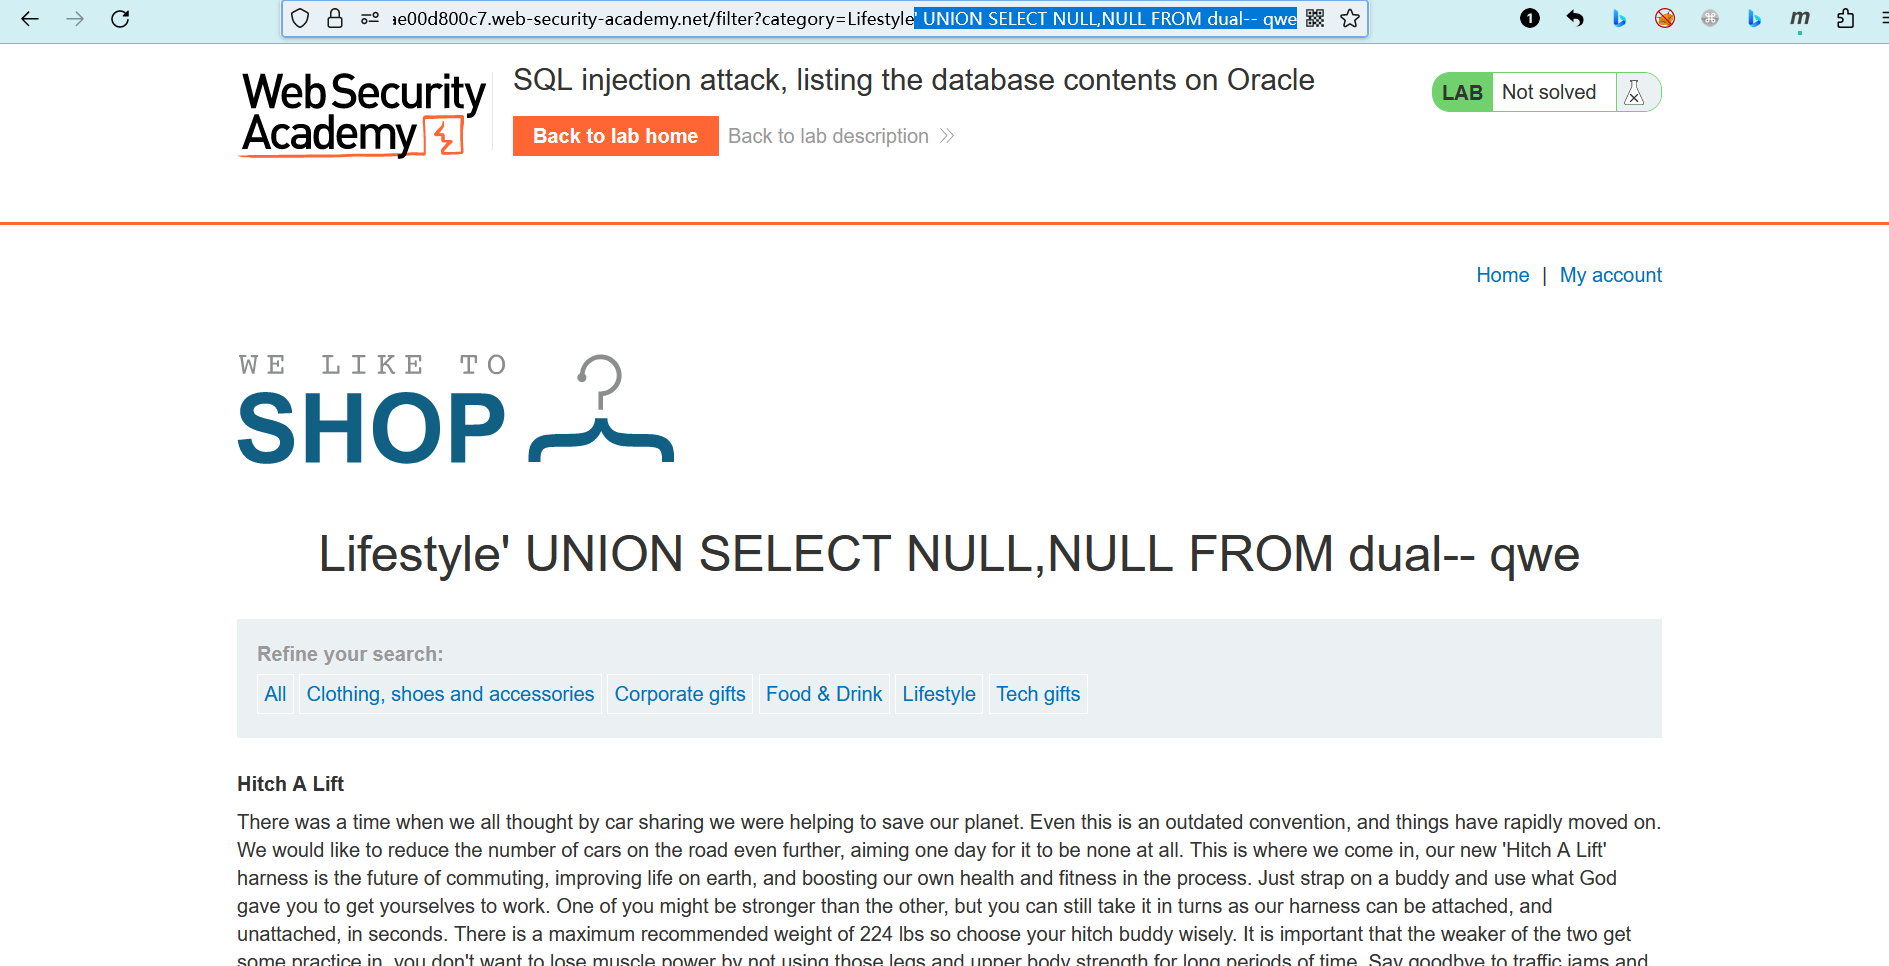 ae00d800c7.web-security-academy.net/filter?category=Lifestyle' UNION SELECT NULL,NULL FROM dual-- qwe
1
m
Web Security
Academy
SQL injection attack, listing the database contents on Oracle
Back to lab home
Back to lab description
LAB
Not solved
Home | My account
WE LIKE TO
SHOP
Lifestyle' UNION SELECT NULL,NULL FROM dual-- qwe
Refine your search:
All
Clothing, shoes and accessories
Corporate gifts
Food & Drink
Lifestyle
Tech gifts
Hitch A Lift
There was a time when we all thought by car sharing we were helping to save our planet. Even this is an outdated convention, and things have rapidly moved on.
We would like to reduce the number of cars on the road even further, aiming one day for it to be none at all. This is where we come in, our new 'Hitch A Lift'
harness is the future of commuting, improving life on earth, and boosting our own health and fitness in the process. Just strap on a buddy and use what God
gave you to get yourselves to work. One of you might be stronger than the other, but you can still take it in turns as our harness can be attached, and
unattached, in seconds. There is a maximum recommended weight of 224 lbs so choose your hitch buddy wisely. It is important that the weaker of the two get
some practice in, you don't want to lose muscle power by not using those legs and upper body strength for long periods of time. Say goodbye to traffic jams and